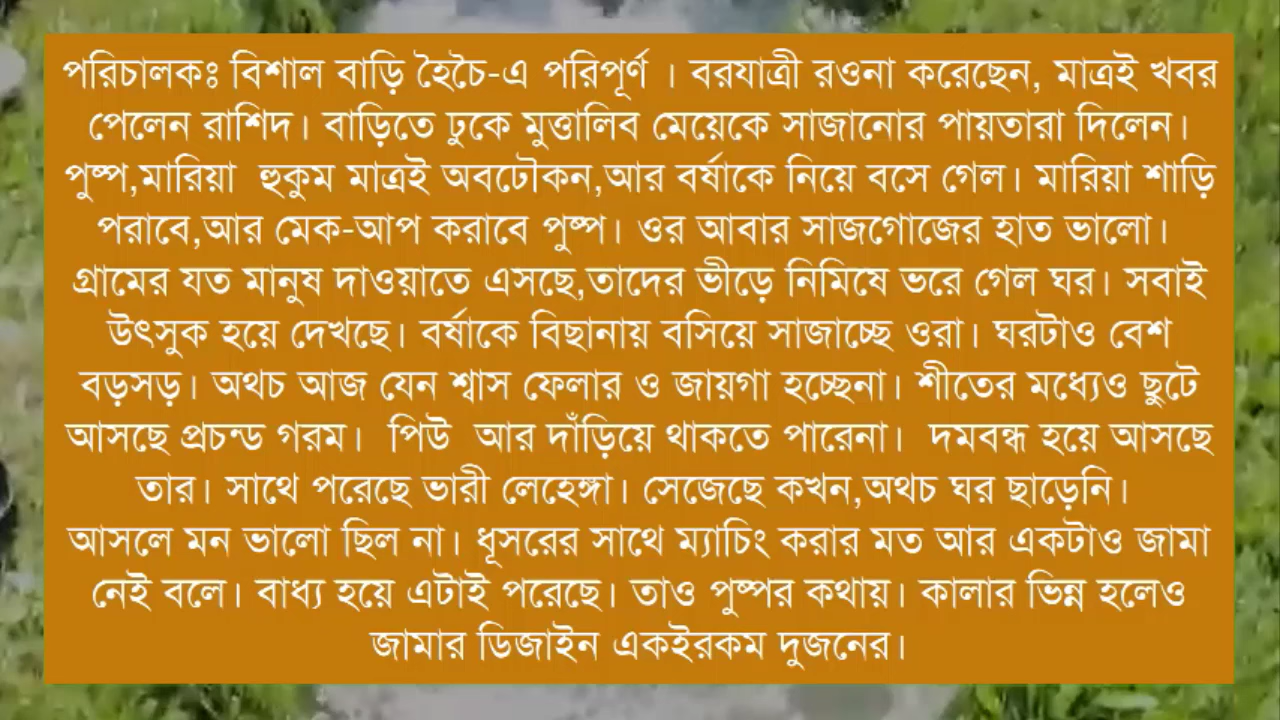 পরিচালকঃ বিশাল বাড়ি হৈচৈ-এ পরিপূর্ণ । বরযাত্রী রওনা করেছেন, মাত্রই খবর
পেলেন রাশিদ। বাড়িতে ঢুকে মুত্তালিব মেয়েকে সাজানোর পায়তারা দিলেন।
পুষ্প,মারিয়া হুকুম মাত্রই অবঢৌকন,আর বর্ষাকে নিয়ে বসে গেল। মারিয়া শাড়ি
পরাবে,আর মেক-আপ করাবে পুষ্প। ওর আবার সাজগোজের হাত ভালো।
গ্রামের যত মানুষ দাওয়াতে এসছে,তাদের ভীড়ে নিমিষে ভরে গেল ঘর। সবাই
উৎসুক হয়ে দেখছে। বর্ষাকে বিছানায় বসিয়ে সাজাচ্ছে ওরা। ঘরটাও বেশ
বড়সড়। অথচ আজ যেন শ্বাস ফেলার ও জায়গা হচ্ছেনা। শীতের মধ্যেও ছুটে
আসছে প্রচন্ড গরম। পিউ আর দাঁড়িয়ে থাকতে পারেনা। দমবন্ধ হয়ে আসছে
তার। সাথে পরেছে ভারী লেহেঙ্গা। সেজেছে কখন,অথচ ঘর ছাড়েনি।
আসলে মন ভালো ছিল না। ধূসরের সাথে ম্যাচিং করার মত আর একটাও জামা
নেই বলে। বাধ্য হয়ে এটাই পরেছে। তাও পুষ্পর কথায়। কালার ভিন্ন হলেও
জামার ডিজাইন একইরকম দুজনের।